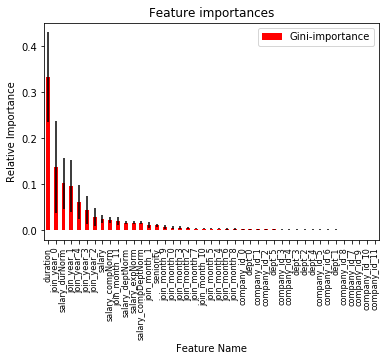 Feature importances
Gini-importance
Relative Importance
0.4
0.3
0.2
0.1
0.0
duration
join_year_0
salary_durNorm
join_year_1
join_year_4
join_year_3
join_year_2
salary
salary_compNorm
join_month_11
salary_deptNorm
salary_expNorm
salary_compDeptNorm
join_month_1
seniority
join_month_9
join_month_0
join_month_3
join_month_2
join_month_7
join_month_10
join_month_5
join_month_4
join_month_6
join_month_8
company_id_0
dept_0
company_id_1
company_id_2
dept_5
company_id_3
company_id_4
dept_3
dept_2
dept_4
company_id_5
company_id_6
dept_1
company_id_8
company_id_7
company_id_9
company_id_10
company_id_11
Feature Name